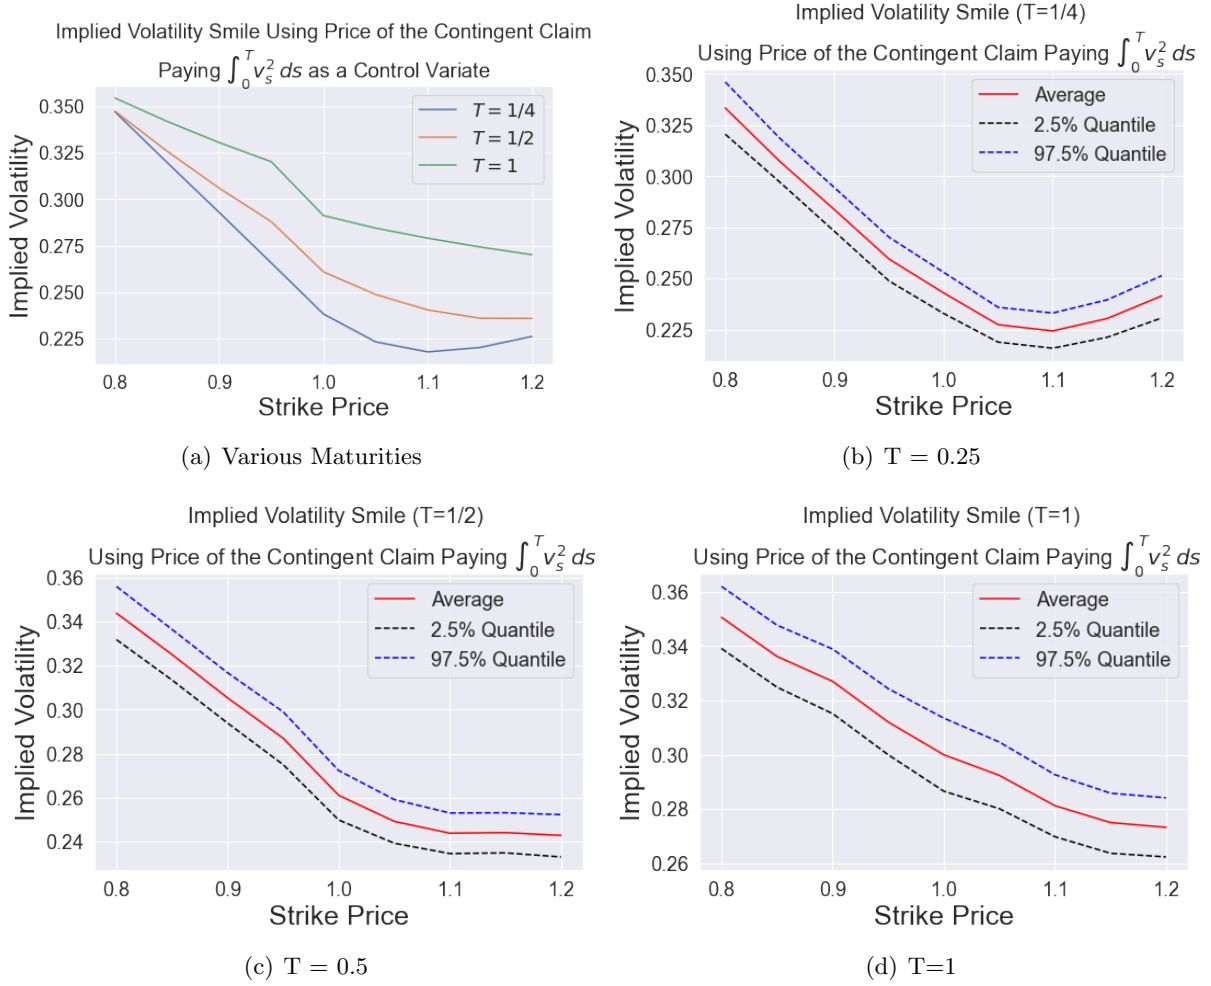 Implied Volatility Smile Using Price of the Contingent Claim
Paying ∫₀ᵀ vₛ² ds as a Control Variate
Implied Volatility
0.350
0.325
0.300
0.275
0.250
0.225
T = 1/4
T = 1/2
T = 1
0.8 0.9 1.0 1.1 1.2
Strike Price
(a) Various Maturities
Implied Volatility Smile (T=1/4)
Using Price of the Contingent Claim Paying ∫₀ᵀ vₛ² ds
Implied Volatility
0.350
0.325
0.300
0.275
0.250
0.225
Average
2.5% Quantile
97.5% Quantile
0.8 0.9 1.0 1.1 1.2
Strike Price
(b) T = 0.25
Implied Volatility Smile (T=1/2)
Using Price of the Contingent Claim Paying ∫₀ᵀ vₛ² ds
Implied Volatility
0.36
0.34
0.32
0.30
0.28
0.26
0.24
Average
2.5% Quantile
97.5% Quantile
0.8 0.9 1.0 1.1 1.2
Strike Price
(c) T = 0.5
Implied Volatility Smile (T=1)
Using Price of the Contingent Claim Paying ∫₀ᵀ vₛ² ds
Implied Volatility
0.36
0.34
0.32
0.30
0.28
0.26
Average
2.5% Quantile
97.5% Quantile
0.8 0.9 1.0 1.1 1.2
Strike Price
(d) T=1